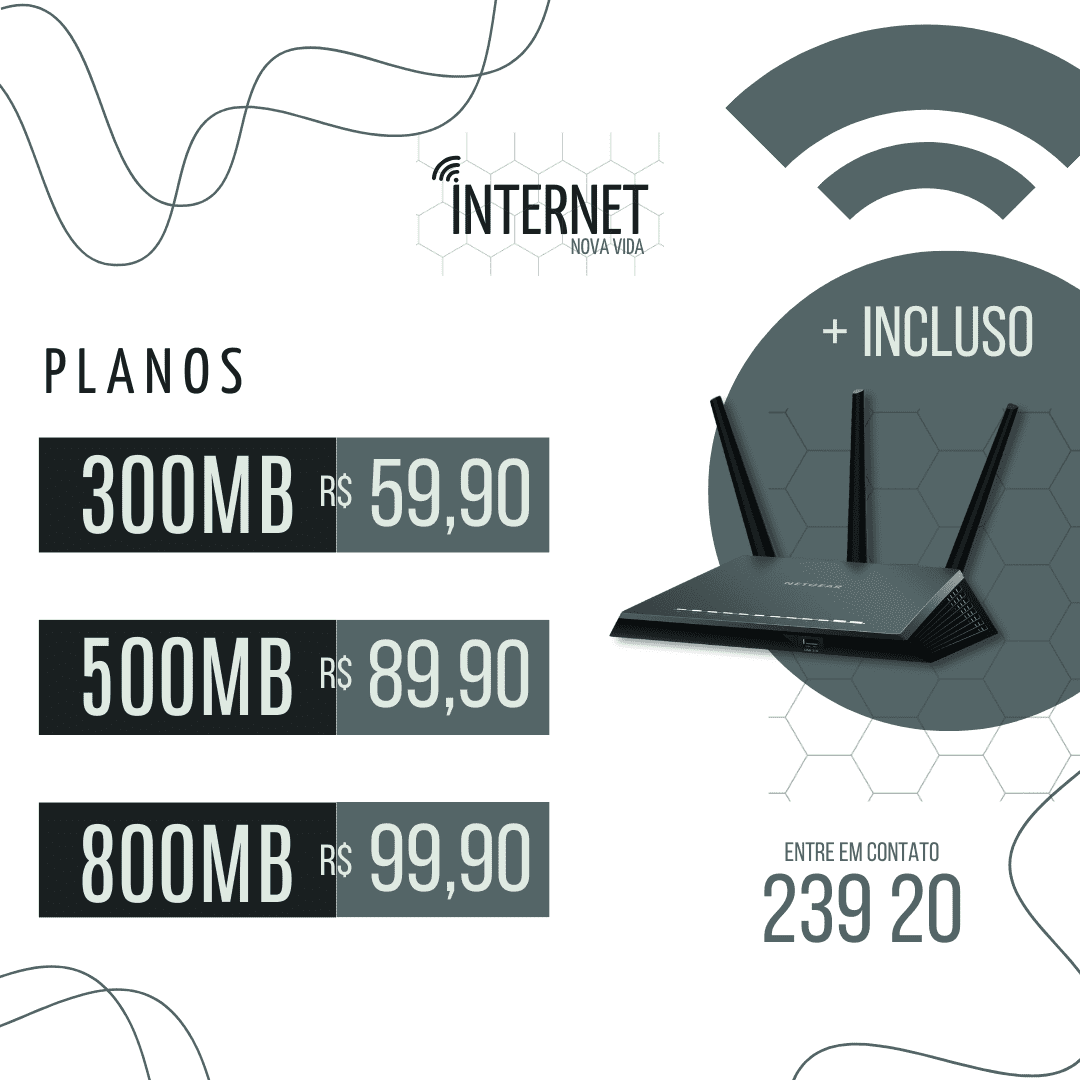 INTERNET
NOVA VIDA
+ INCLUSO
PLANOS
300MB R$ 59,90
500MB R$ 89,90
800MB R$ 99,90
NETGEAR
ENTRE EM CONTATO
239 20